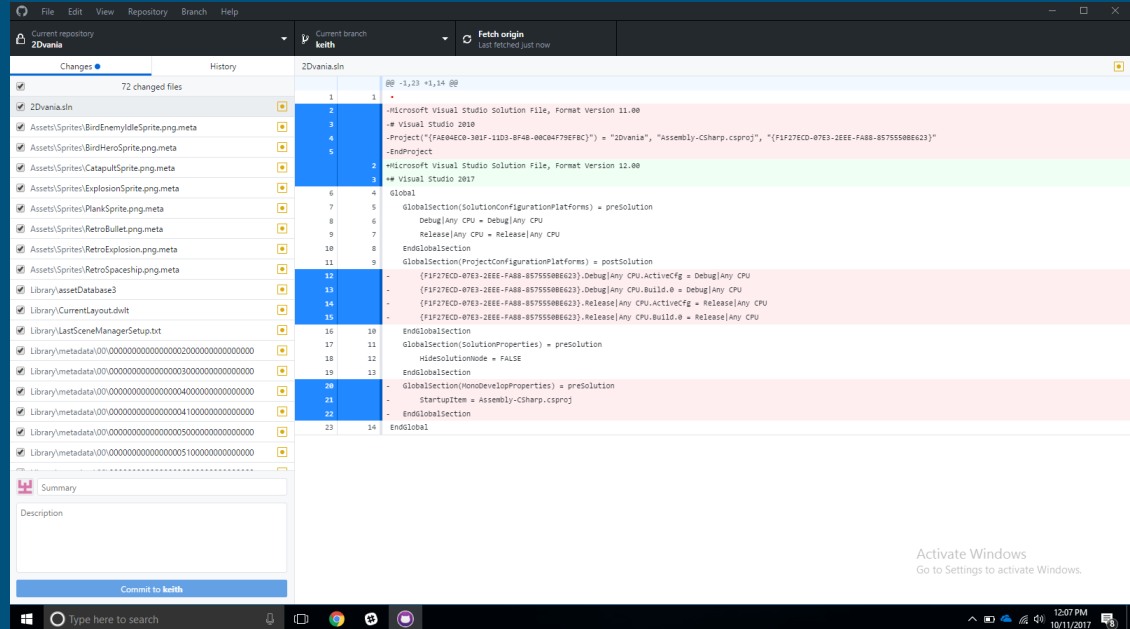 File Edit View Repository Branch Help
Current repository
2Dvania
Current branch
keith
Fetch origin
Last fetched just now
Changes
History
2Dvania.sln
72 changed files
2Dvania.sln
Assets\Sprites\BirdEnemyIdleSprite.png.meta
Assets\Sprites\BirdHeroSprite.png.meta
Assets\Sprites\CatapultSprite.png.meta
Assets\Sprites\ExplosionSprite.png.meta
Assets\Sprites\PlankSprite.png.meta
Assets\Sprites\RetroBullet.png.meta
Assets\Sprites\RetroExplosion.png.meta
Assets\Sprites\RetroSpaceship.png.meta
Library\assetDatabase3
Library\CurrentLayout.dwlt
Library\LastSceneManagerSetup.txt
Library\metadata\00\00000000000000002000000000000000
Library\metadata\00\00000000000000003000000000000000
Library\metadata\00\00000000000000004000000000000000
Library\metadata\00\00000000000000004100000000000000
Library\metadata\00\00000000000000005000000000000000
Library\metadata\00\00000000000000005100000000000000
Summary
Description
Commit to keith
@@ -1,23 +1,14 @@
1 1
2 -Microsoft Visual Studio Solution File, Format Version 11.00
3 -# Visual Studio 2010
4 -Project("{FAE04EC0-301F-11D3-BF4B-00C04F79EFBC}") = "2Dvania", "Assembly-CSharp.csproj", "{F1F27ECD-07E3-2EEE-FA88-8575550BE623}"
5 -EndProject
2 +Microsoft Visual Studio Solution File, Format Version 12.00
3 +# Visual Studio 2017
6 4 Global
7 5 GlobalSection(SolutionConfigurationPlatforms) = preSolution
8 6 Debug|Any CPU = Debug|Any CPU
9 7 Release|Any CPU = Release|Any CPU
10 8 EndGlobalSection
11 9 GlobalSection(ProjectConfigurationPlatforms) = postSolution
12 - {F1F27ECD-07E3-2EEE-FA88-8575550BE623}.Debug|Any CPU.ActiveCfg = Debug|Any CPU
13 - {F1F27ECD-07E3-2EEE-FA88-8575550BE623}.Debug|Any CPU.Build.0 = Debug|Any CPU
14 - {F1F27ECD-07E3-2EEE-FA88-8575550BE623}.Release|Any CPU.ActiveCfg = Release|Any CPU
15 - {F1F27ECD-07E3-2EEE-FA88-8575550BE623}.Release|Any CPU.Build.0 = Release|Any CPU
16 10 EndGlobalSection
17 11 GlobalSection(SolutionProperties) = preSolution
18 12 HideSolutionNode = FALSE
19 13 EndGlobalSection
20 - GlobalSection(MonoDevelopProperties) = preSolution
21 - StartupItem = Assembly-CSharp.csproj
22 - EndGlobalSection
23 14 EndGlobal
Activate Windows
Go to Settings to activate Windows.
Type here to search
12:07 PM
10/11/2017
8